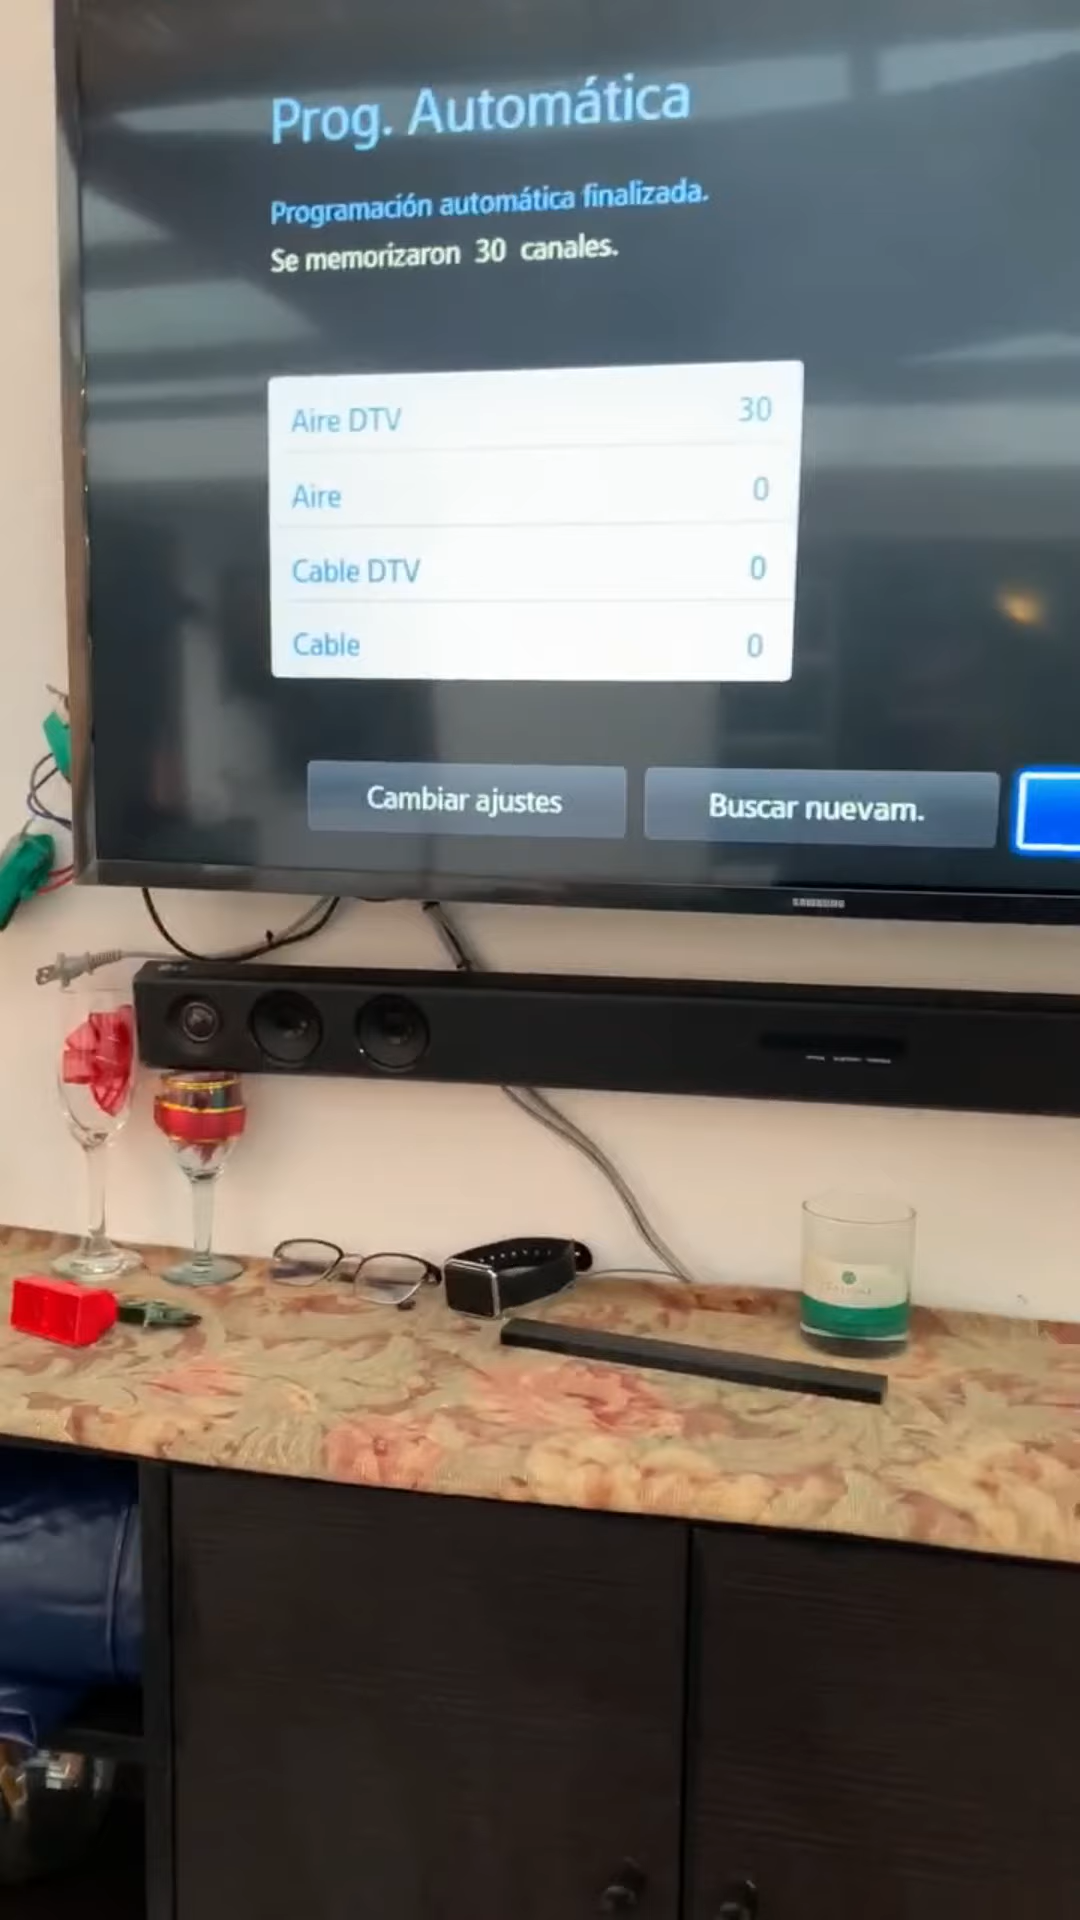 Prog. Automática
Programación automática finalizada.
Se memorizaron 30 canales.
Aire DTV 30
Aire 0
Cable DTV 0
Cable 0
Cambiar ajustes
Buscar nuevam.
SAMSUNG